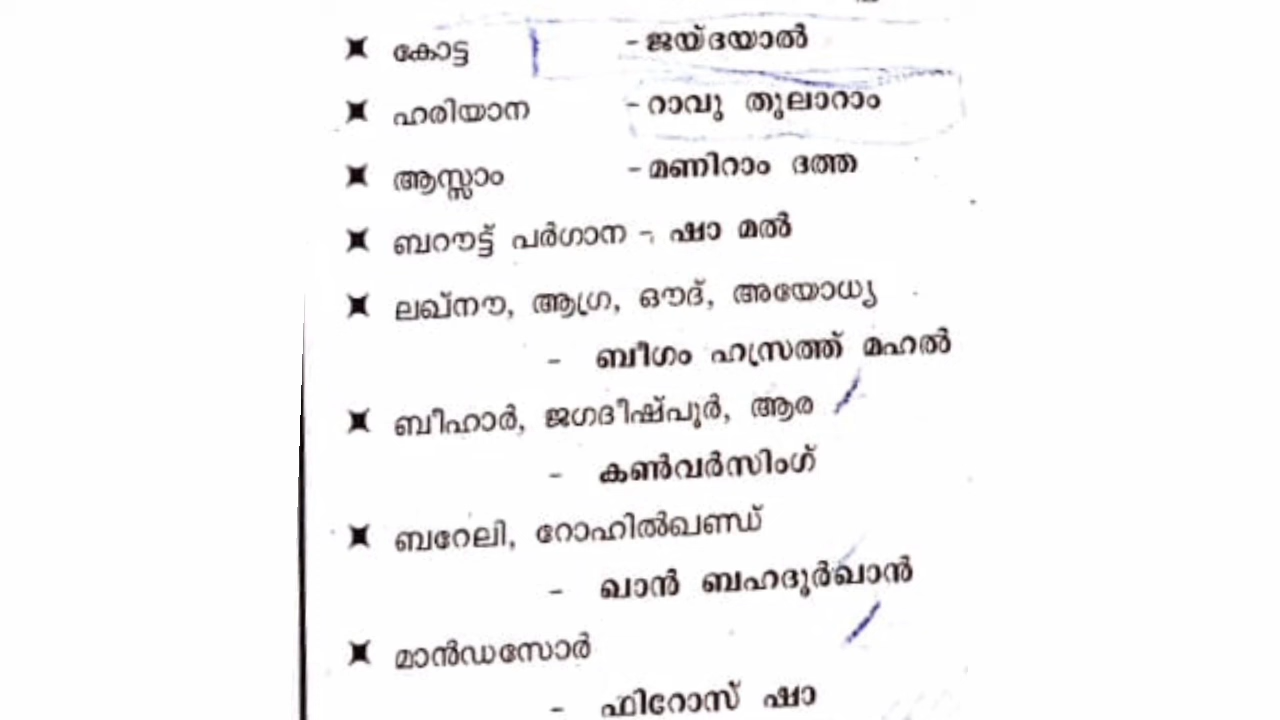 കോട്ട - ജയ്ദയാൽ
ഹരിയാന - റാവു തുലാറാം
ആസ്സാം - മണിറാം ദത്ത
ബറൗട്ട് പർഗാന - ഷാ മൽ
ലഖ്നൗ, ആഗ്ര, ഔദ്, അയോധ്യ
- ബീഗം ഹസ്രത്ത് മഹൽ
ബീഹാർ, ജഗദീഷ്പൂർ, ആര
- കൺവർസിംഗ്
ബറേലി, റോഹിൽഖണ്ഡ്
- ഖാൻ ബഹദൂർഖാൻ
മാൻഡസോർ
- ഫിറോസ് ഷാ